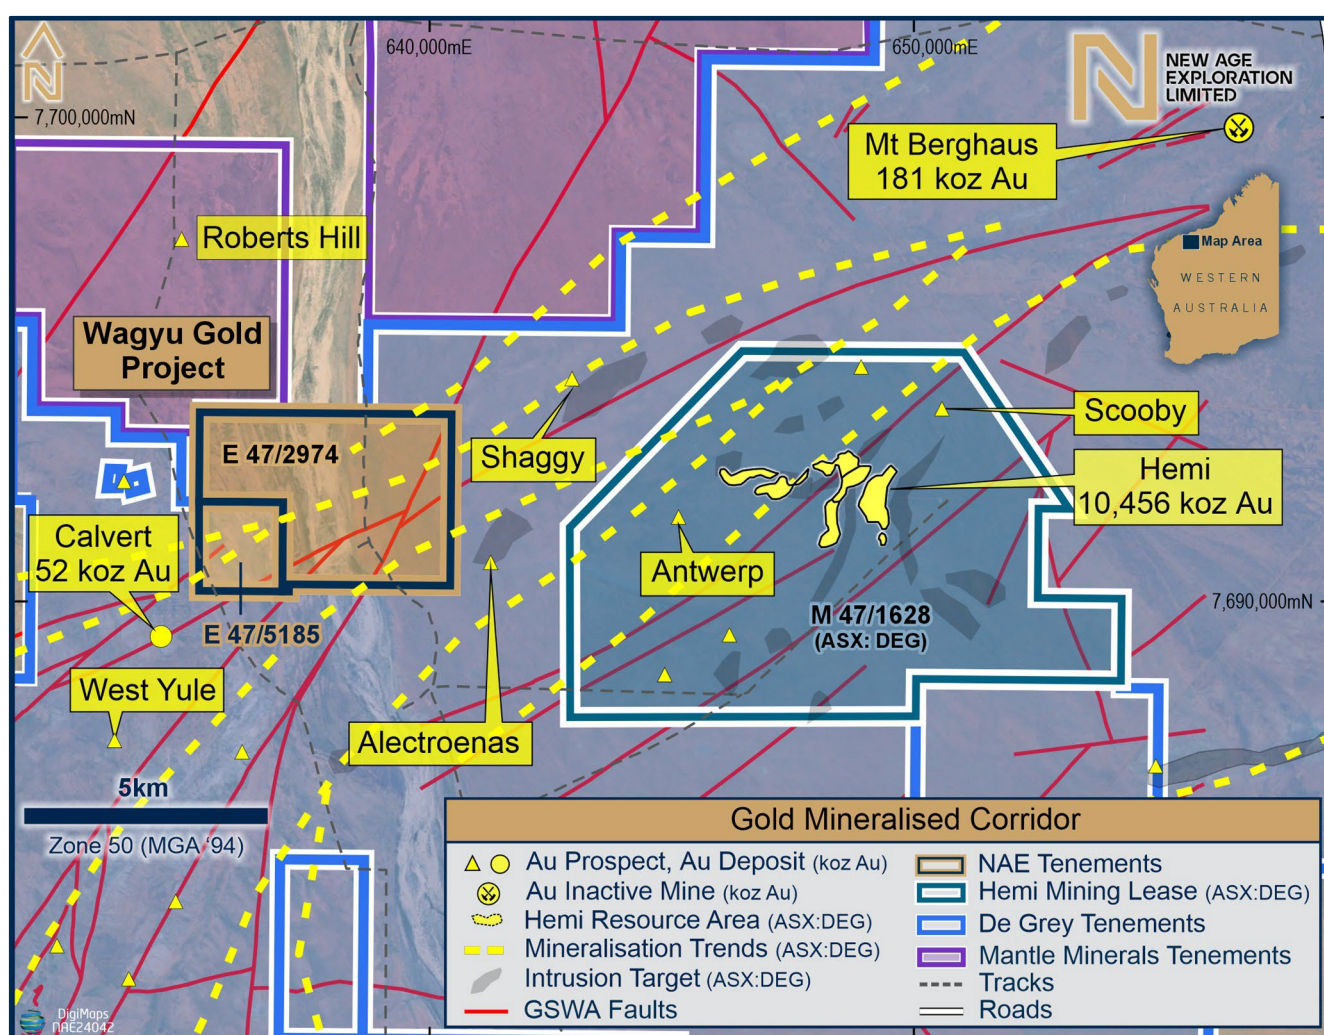 N
640,000mE
650,000mE
7,700,000mN
NEW AGE
EXPLORATION
LIMITED
Mt Berghaus
181 koz Au
Roberts Hill
Map Area
WESTERN
AUSTRALIA
Wagyu Gold
Project
E 47/2974
Shaggy
Scooby
Hemi
10,456 koz Au
Calvert
52 koz Au
Antwerp
7,690,000mN
M 47/1628
(ASX: DEG)
E 47/5185
West Yule
Alectroenas
5km
Zone 50 (MGA '94)
Gold Mineralised Corridor
Au Prospect, Au Deposit (koz Au)
Au Inactive Mine (koz Au)
Hemi Resource Area (ASX:DEG)
Mineralisation Trends (ASX:DEG)
Intrusion Target (ASX:DEG)
GSWA Faults
NAE Tenements
Hemi Mining Lease (ASX:DEG)
De Grey Tenements
Mantle Minerals Tenements
Tracks
Roads
DigiMaps
NAE24042